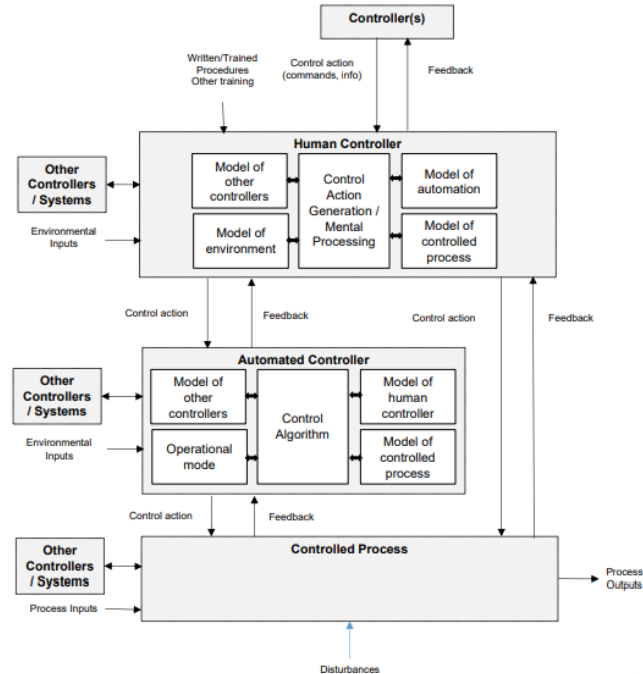 Controller(s)
Written/Trained
Procedures
Other training
Control action
(commands, info)
Feedback
Human Controller
Other
Controllers
/ Systems
Environmental
Inputs
Model of
other
controllers
Model of
environment
Control
Action
Generation /
Mental
Processing
Model of
automation
Model of
controlled
process
Control action
Feedback
Control action
Feedback
Automated Controller
Other
Controllers
/ Systems
Environmental
Inputs
Model of
other
controllers
Operational
mode
Control
Algorithm
Model of
human
controller
Model of
controlled
process
Control action
Feedback
Controlled Process
Other
Controllers
/ Systems
Process Inputs
Process
Outputs
Disturbances